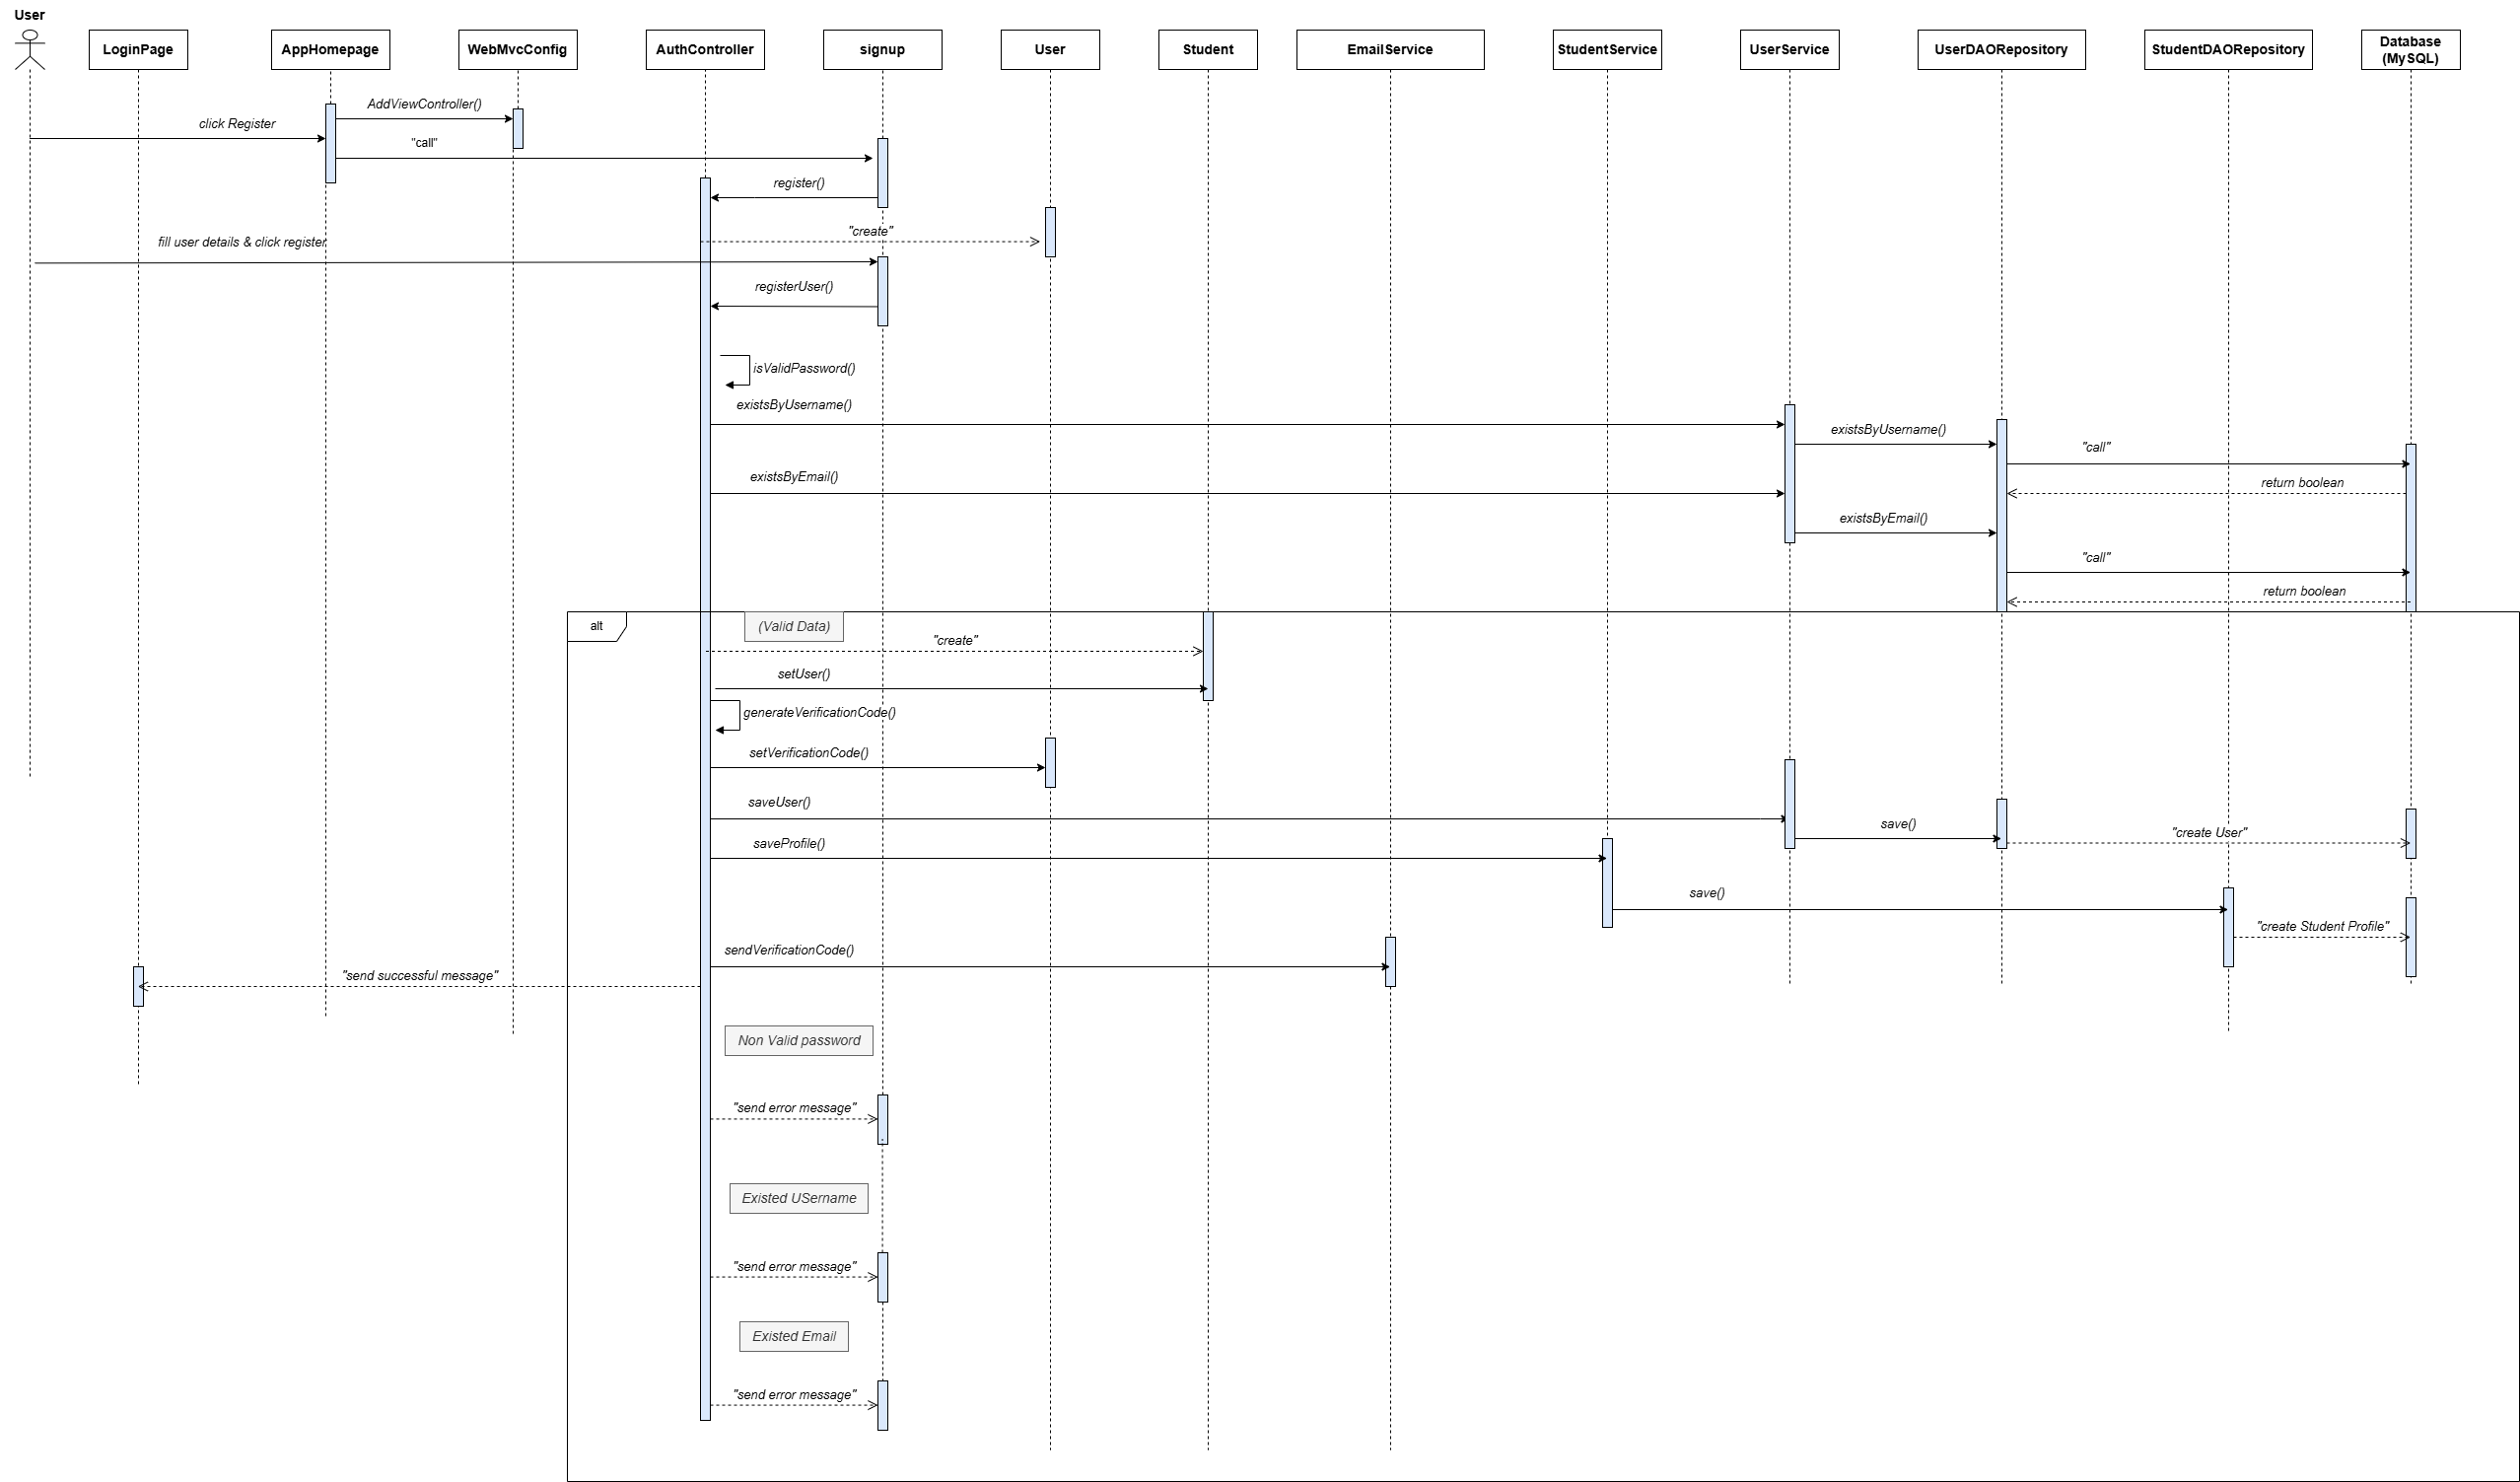 User
LoginPage
AppHomepage
WebMvcConfig
AuthController
signup
User
Student
EmailService
StudentService
UserService
UserDAORepository
StudentDAORepository
Database
(MySQL)
AddViewController()
click Register
"call"
register()
"create"
fill user details & click register
registerUser()
isValidPassword()
existsByUsername()
existsByUsername()
"call"
existsByEmail()
return boolean
existsByEmail()
"call"
return boolean
alt
(Valid Data)
"create"
setUser()
generateVerificationCode()
setVerificationCode()
saveUser()
save()
"create User"
saveProfile()
save()
"create Student Profile"
sendVerificationCode()
"send successful message"
Non Valid password
"send error message"
Existed USername
"send error message"
Existed Email
"send error message"